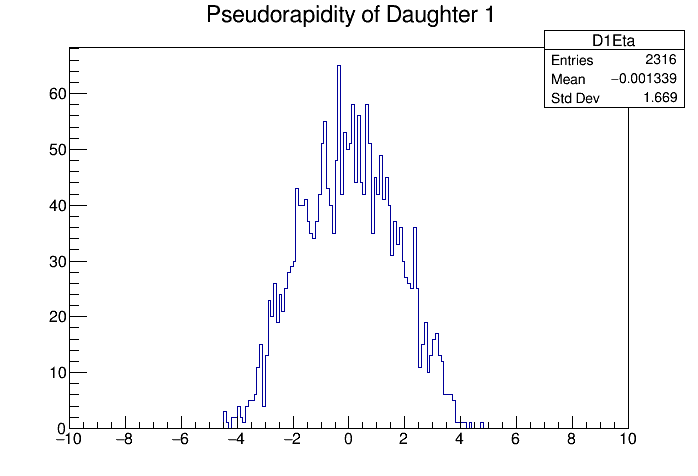 Pseudorapidity of Daughter 1
D1Eta
Entries 2316
Mean −0.001339
Std Dev 1.669
60
50
40
30
20
10
0
−10 −8 −6 −4 −2 0 2 4 6 8 10